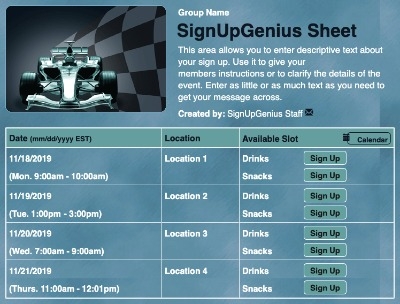 Group Name
SignUpGenius Sheet
This area allows you to enter descriptive text about
your sign up. Use it to give your
members instructions or to clarify the details of the
event. Enter as little or as much text as you need to
get your message across.
Created by: SignUpGenius Staff
Date (mm/dd/yyyy EST) Location Available Slot Calendar
11/18/2019 Location 1 Drinks Sign Up
(Mon. 9:00am - 10:00am) Snacks Sign Up
11/19/2019 Location 2 Drinks Sign Up
(Tue. 1:00pm - 3:00pm) Snacks Sign Up
11/20/2019 Location 3 Drinks Sign Up
(Wed. 7:00am - 9:00am) Snacks Sign Up
11/21/2019 Location 4 Drinks Sign Up
(Thurs. 11:00am - 12:01pm) Snacks Sign Up